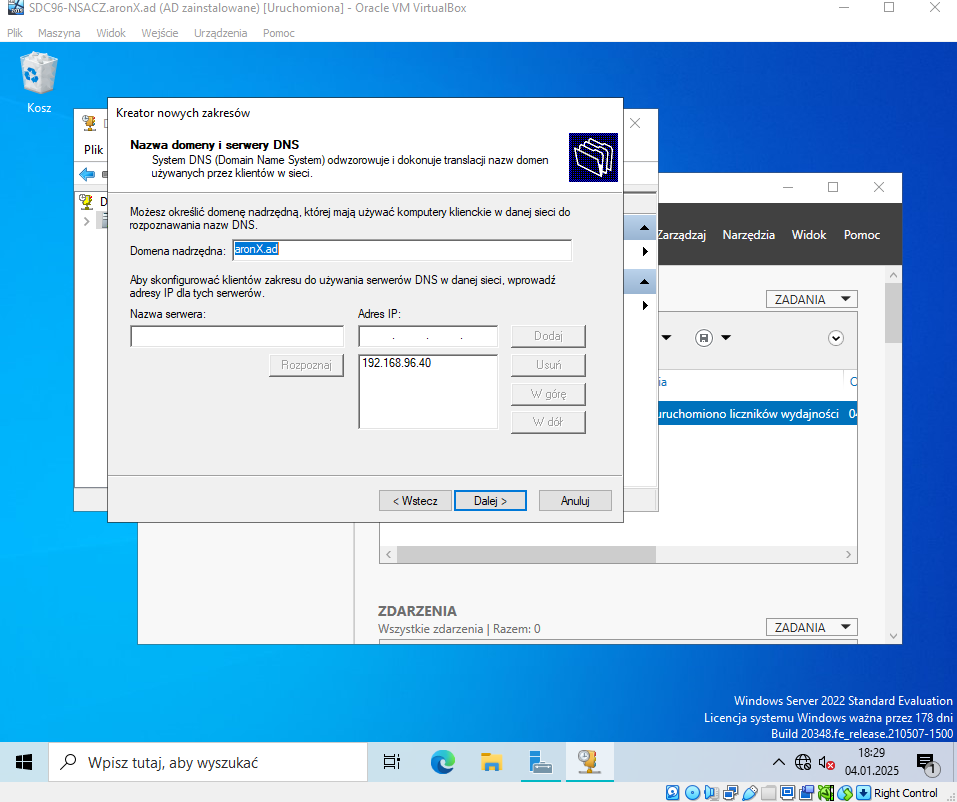 SDC96-NSACZ.aronX.ad (AD zainstalowane) [Uruchomiona] - Oracle VM VirtualBox
Plik Maszyna Widok Wejście Urządzenia Pomoc
Kosz
Kreator nowych zakresów
Nazwa domeny i serwery DNS
System DNS (Domain Name System) odwzorowuje i dokonuje translacji nazw domen
używanych przez klientów w sieci.
Plik
D
Możesz określić domenę nadrzędną, której mają używać komputery klienckie w danej sieci do
rozpoznawania nazw DNS.
Domena nadrzędna: aronX.ad
Aby skonfigurować klientów zakresu do używania serwerów DNS w danej sieci, wprowadź
adresy IP dla tych serwerów.
Nazwa serwera: Adres IP:
. . . Dodaj
Rozpoznaj 192.168.96.40 Usuń
W górę
W dół
< Wstecz Dalej > Anuluj
Zarządzaj Narzędzia Widok Pomoc
ZADANIA
uruchomiono liczników wydajności 04
ZDARZENIA
Wszystkie zdarzenia | Razem: 0
ZADANIA
Windows Server 2022 Standard Evaluation
Licencja systemu Windows ważna przez 178 dni
Build 20348.fe_release.210507-1500
Wpisz tutaj, aby wyszukać
18:29
04.01.2025
1
Right Control